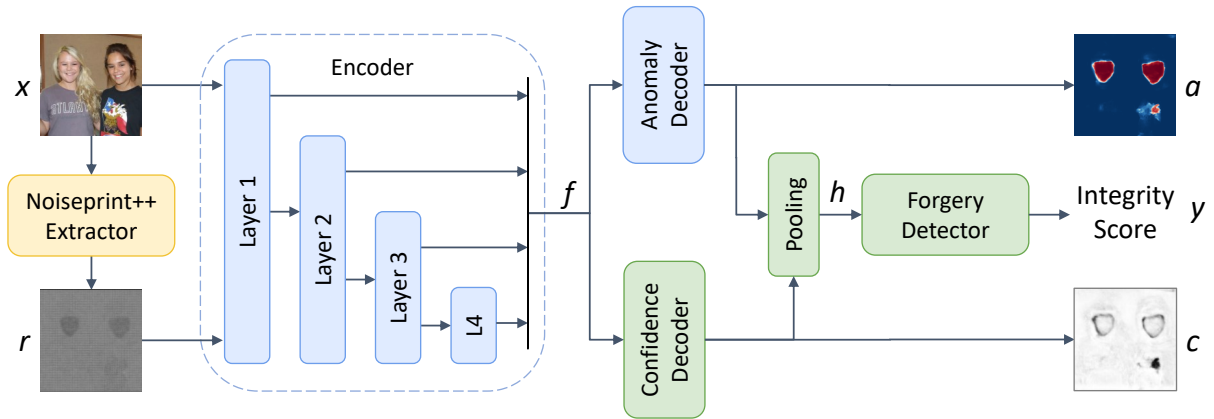 x
Noiseprint++
Extractor
r
Encoder
Layer 1
Layer 2
Layer 3
L4
f
Anomaly
Decoder
Confidence
Decoder
Pooling
h
Forgery
Detector
Integrity
Score
a
y
c